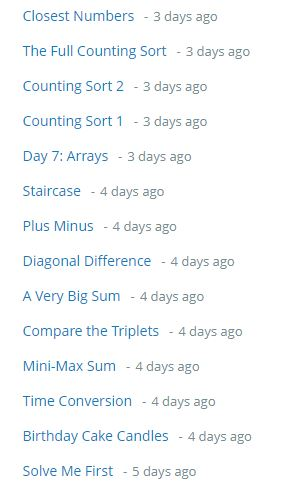 Closest Numbers - 3 days ago
The Full Counting Sort - 3 days ago
Counting Sort 2 - 3 days ago
Counting Sort 1 - 3 days ago
Day 7: Arrays - 3 days ago
Staircase - 4 days ago
Plus Minus - 4 days ago
Diagonal Difference - 4 days ago
A Very Big Sum - 4 days ago
Compare the Triplets - 4 days ago
Mini-Max Sum - 4 days ago
Time Conversion - 4 days ago
Birthday Cake Candles - 4 days ago
Solve Me First - 5 days ago